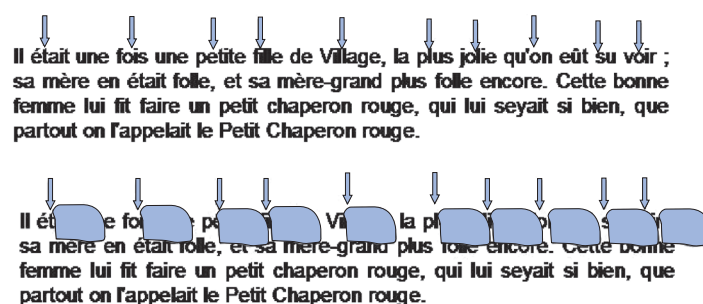 Il était une fois une petite fille de Village, la plus jolie qu'on eût su voir ;
sa mère en était folle, et sa mère-grand plus folle encore. Cette bonne
femme lui fit faire un petit chaperon rouge, qui lui seyait si bien, que
partout on l'appelait le Petit Chaperon rouge.
Il
sa mère en était folle, et sa mère-grand plus folle encore. Cette bonne
femme lui fit faire un petit chaperon rouge, qui lui seyait si bien, que
partout on l'appelait le Petit Chaperon rouge.